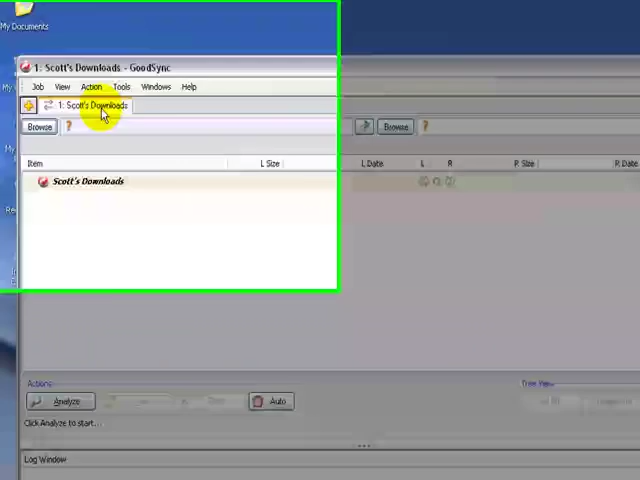 My Documents
1: Scott's Downloads - GoodSync
Job View Action Tools Windows Help
1: Scott's Downloads
Browse ? Browse ?
Item L Size L Date L R R Size R Date
Scott's Downloads
Actions Tree View
Analyze Auto
Click Analyze to start...
Log Window